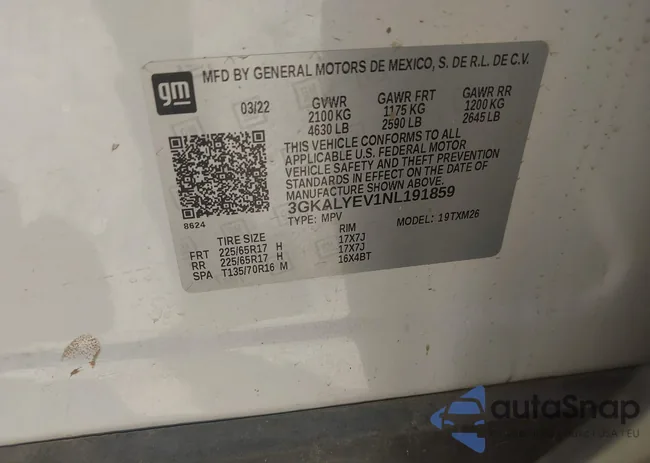 gm
MFD BY GENERAL MOTORS DE MEXICO, S. DE R.L. DE C.V.
03/22 GVWR GAWR FRT GAWR RR
2100 KG 1175 KG 1200 KG
4630 LB 2590 LB 2645 LB
THIS VEHICLE CONFORMS TO ALL
APPLICABLE U.S. FEDERAL MOTOR
VEHICLE SAFETY AND THEFT PREVENTION
STANDARDS IN EFFECT ON THE DATE OF
MANUFACTURE SHOWN ABOVE.
3GKALYEV1NL191859
8624 TYPE: MPV MODEL: 19TXM26
TIRE SIZE RIM
FRT 225/65R17 H 17X7J
RR 225/65R17 H 17X7J
SPA T135/70R16 M 16X4BT
autoSnap